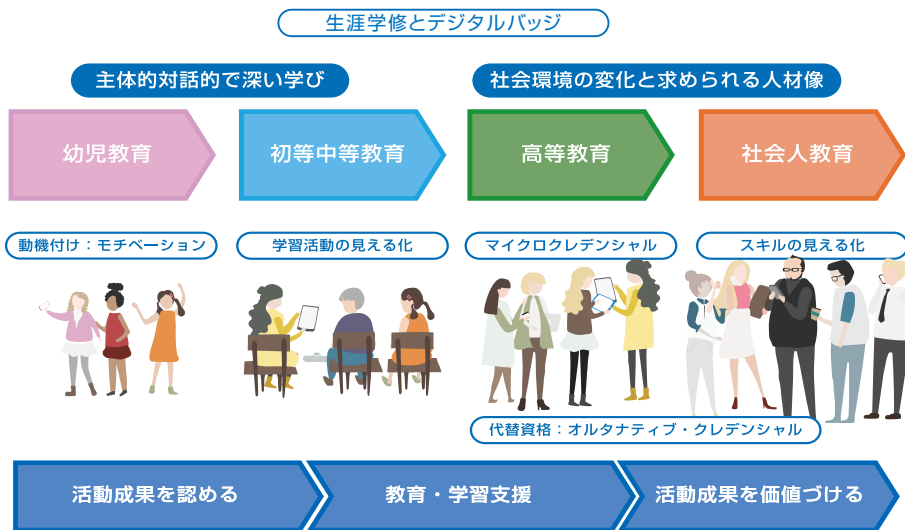 生涯学修とデジタルバッジ
主体的対話的で深い学び
社会環境の変化と求められる人材像
幼児教育
初等中等教育
高等教育
社会人教育
動機付け：モチベーション
学習活動の見える化
マイクロクレデンシャル
スキルの見える化
代替資格：オルタナティブ・クレデンシャル
活動成果を認める
教育・学習支援
活動成果を価値づける